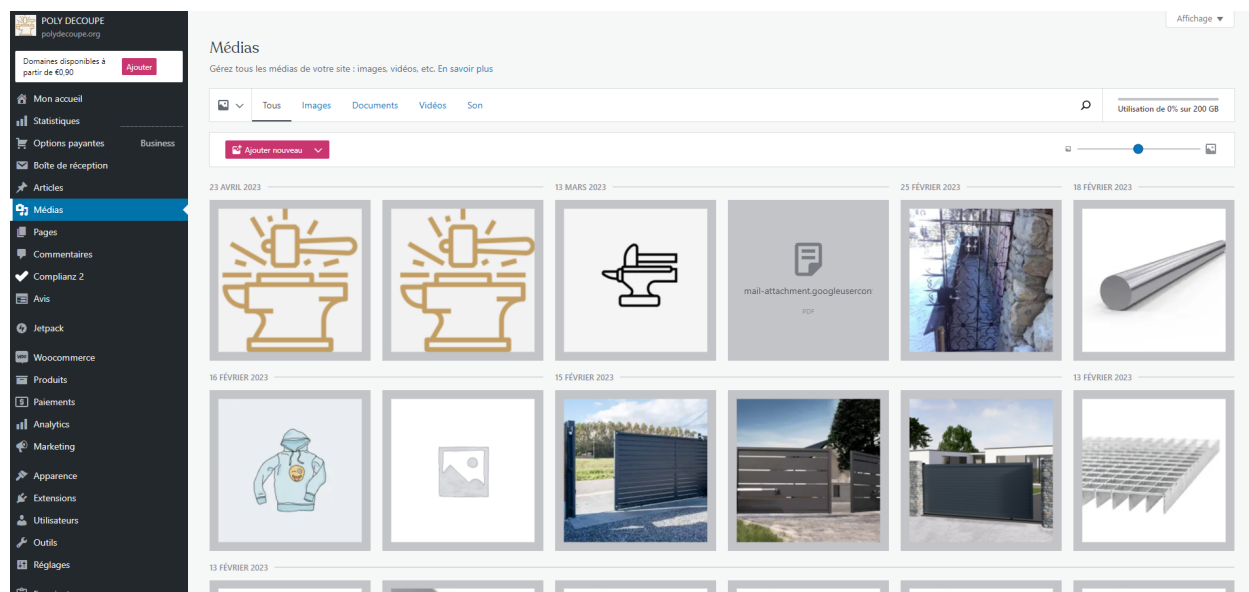 POLY DECOUPE
polydecoupe.org
Affichage ▼
Domaines disponibles à
partir de €0,90
Ajouter
Médias
Gérez tous les médias de votre site : images, vidéos, etc. En savoir plus
Mon accueil
Statistiques
Options payantes Business
Boîte de réception
Articles
Médias
Pages
Commentaires
Complianz 2
Avis
Jetpack
Woocommerce
Produits
Paiements
Analytics
Marketing
Apparence
Extensions
Utilisateurs
Outils
Réglages
Tous Images Documents Vidéos Son
Utilisation de 0% sur 200 GB
Ajouter nouveau
23 AVRIL 2023 13 MARS 2023 25 FÉVRIER 2023 18 FÉVRIER 2023
mail-attachment.googleusercon
PDF
16 FÉVRIER 2023 15 FÉVRIER 2023 13 FÉVRIER 2023
13 FÉVRIER 2023